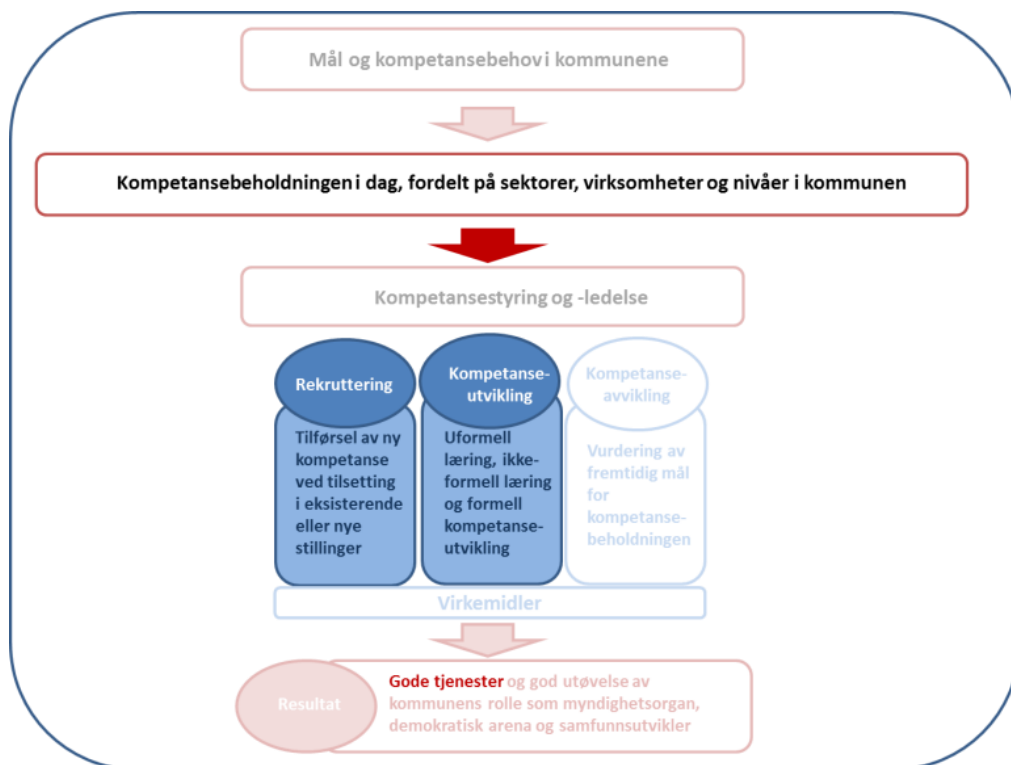 Mål og kompetansebehov i kommunene
Kompetansebeholdningen i dag, fordelt på sektorer, virksomheter og nivåer i kommunen
Kompetansestyring og -ledelse
Rekruttering
Tilførsel av ny
kompetanse
ved tilsetting
i eksisterende
eller nye
stillinger
Kompetanse-
utvikling
Uformell
læring, ikke-
formell læring
og formell
kompetanse-
utvikling
Kompetanse-
avvikling
Vurdering av
fremtidig mål
for
kompetanse-
beholdningen
Virkemidler
Resultat
Gode tjenester og god utøvelse av
kommunens rolle som myndighetsorgan,
demokratisk arena og samfunnsutvikler